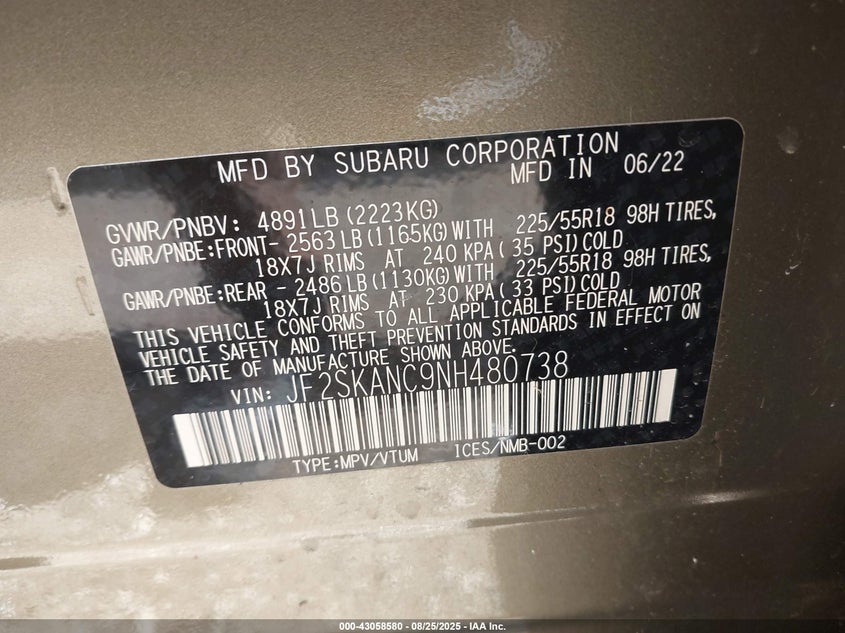 MFD BY SUBARU CORPORATION
MFD IN 06/22
GVWR/PNBV: 4891LB (2223KG)
GAWR/PNBE:FRONT- 2563 LB (1165KG) WITH 225/55R18 98H TIRES,
18X7J RIMS AT 240 KPA ( 35 PSI) COLD
GAWR/PNBE:REAR - 2486 LB (1130KG) WITH 225/55R18 98H TIRES,
18X7J RIMS AT 230 KPA ( 33 PSI) COLD
THIS VEHICLE CONFORMS TO ALL APPLICABLE FEDERAL MOTOR
VEHICLE SAFETY AND THEFT PREVENTION STANDARDS IN EFFECT ON
THE DATE OF MANUFACTURE SHOWN ABOVE.
VIN: JF2SKANC9NH480738
TYPE:MPV/VTUM ICES/NMB-002
000-43058580 - 08/25/2025 - IAA Inc.